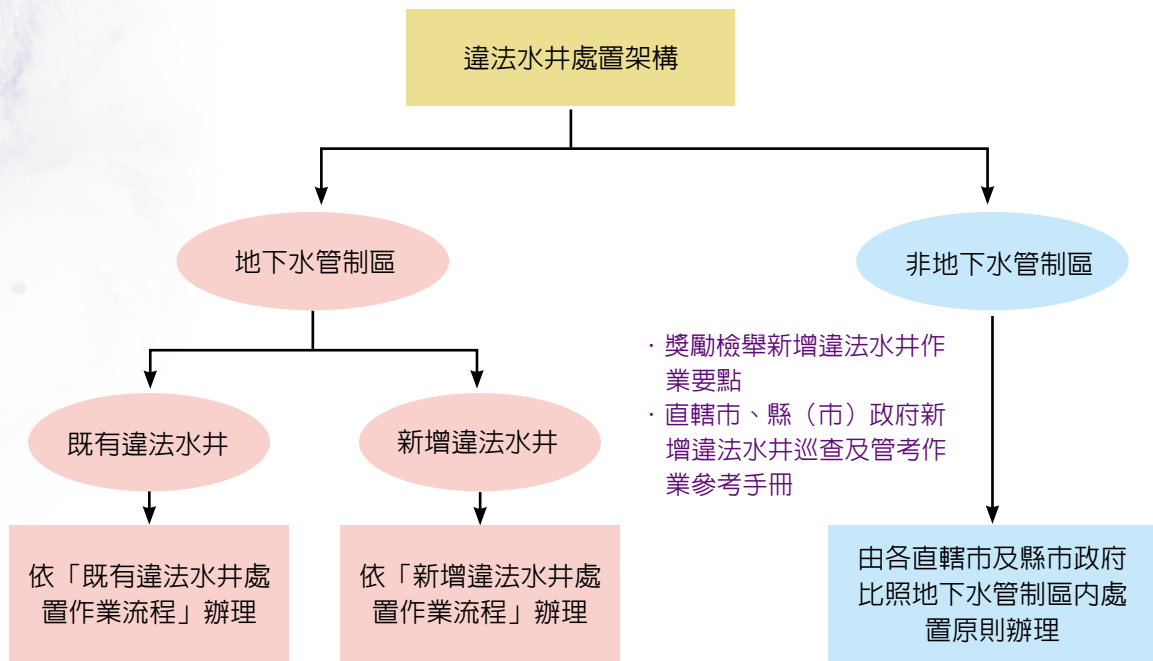 違法水井處置架構
地下水管制區
非地下水管制區
‧獎勵檢舉新增違法水井作
業要點
‧直轄市、縣（市）政府新
增違法水井巡查及管考作
業參考手冊
既有違法水井
新增違法水井
依「既有違法水井處
置作業流程」辦理
依「新增違法水井處
置作業流程」辦理
由各直轄市及縣市政府
比照地下水管制區內處
置原則辦理